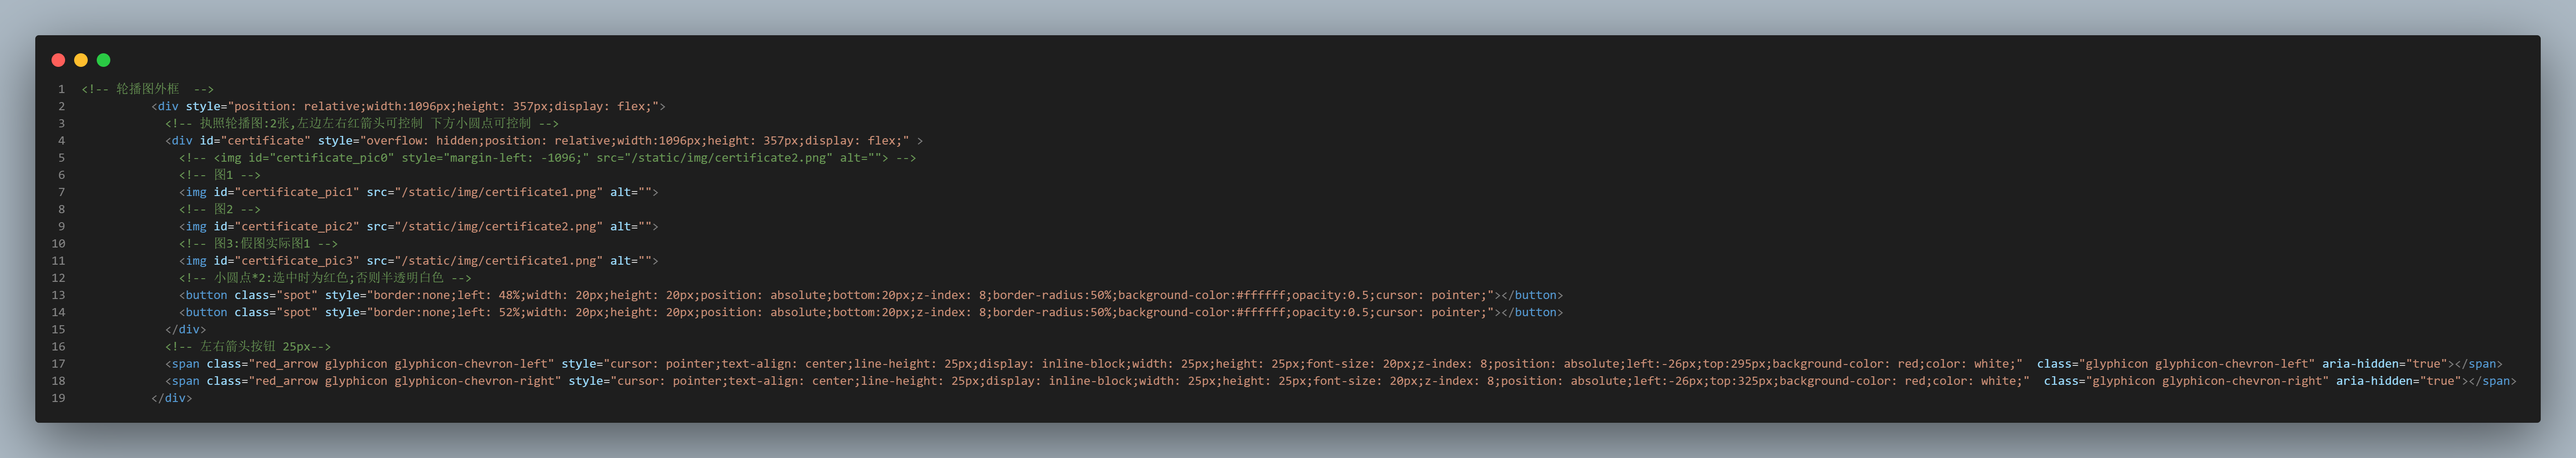 1 <!-- 轮播图外框  -->
2           <div style="position: relative;width:1096px;height: 357px;display: flex;">
3             <!-- 执照轮播图:2张,左边左右红箭头可控制 下方小圆点可控制 -->
4             <div id="certificate" style="overflow: hidden;position: relative;width:1096px;height: 357px;display: flex;" >
5               <!-- <img id="certificate_pic0" style="margin-left: -1096;" src="/static/img/certificate2.png" alt=""> -->
6               <!-- 图1 -->
7               <img id="certificate_pic1" src="/static/img/certificate1.png" alt="">
8               <!-- 图2 -->
9               <img id="certificate_pic2" src="/static/img/certificate2.png" alt="">
10               <!-- 图3:假图实际图1 -->
11               <img id="certificate_pic3" src="/static/img/certificate1.png" alt="">
12               <!-- 小圆点*2:选中时为红色;否则半透明白色 -->
13               <button class="spot" style="border:none;left: 48%;width: 20px;height: 20px;position: absolute;bottom:20px;z-index: 8;border-radius:50%;background-color:#ffffff;opacity:0.5;cursor: pointer;"></button>
14               <button class="spot" style="border:none;left: 52%;width: 20px;height: 20px;position: absolute;bottom:20px;z-index: 8;border-radius:50%;background-color:#ffffff;opacity:0.5;cursor: pointer;"></button>
15             </div>
16             <!-- 左右箭头按钮 25px-->
17             <span class="red_arrow glyphicon glyphicon-chevron-left" style="cursor: pointer;text-align: center;line-height: 25px;display: inline-block;width: 25px;height: 25px;font-size: 20px;z-index: 8;position: absolute;left:-26px;top:295px;background-color: red;color: white;"  class="glyphicon glyphicon-chevron-left" aria-hidden="true"></span>
18             <span class="red_arrow glyphicon glyphicon-chevron-right" style="cursor: pointer;text-align: center;line-height: 25px;display: inline-block;width: 25px;height: 25px;font-size: 20px;z-index: 8;position: absolute;left:-26px;top:325px;background-color: red;color: white;"  class="glyphicon glyphicon-chevron-right" aria-hidden="true"></span>
19           </div>